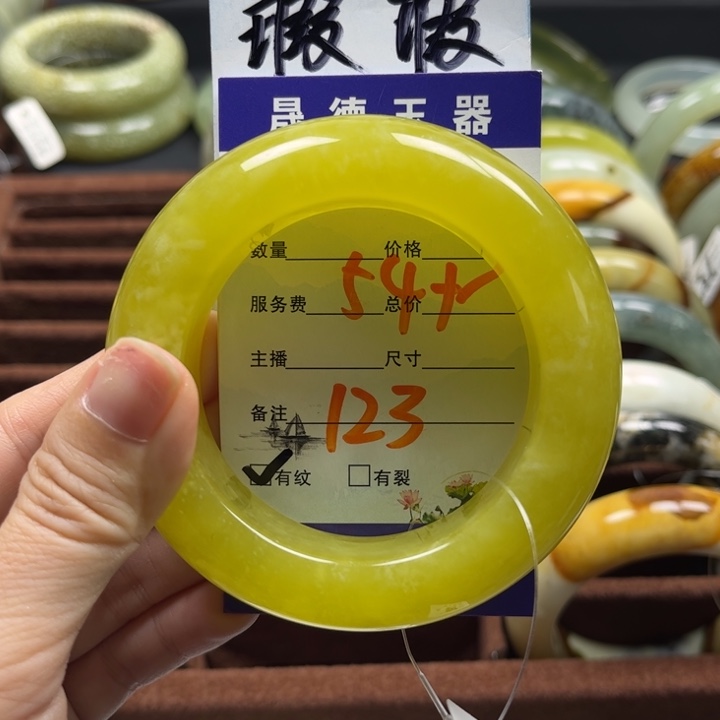 晟德玉器
数量 价格
54
服务费 总价
主播 尺寸
备注 123
有纹 有裂